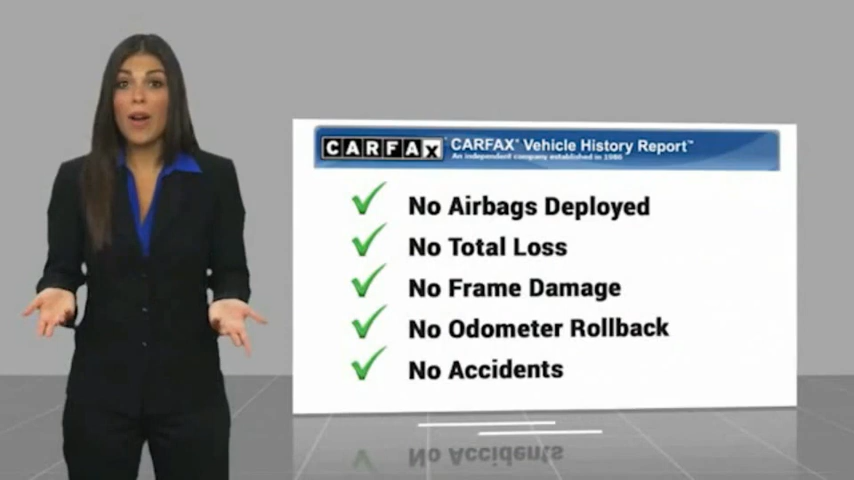 CARFAX CARFAX® Vehicle History Report™
An independent company established in 1986
No Airbags Deployed
No Total Loss
No Frame Damage
No Odometer Rollback
No Accidents
No Accidents